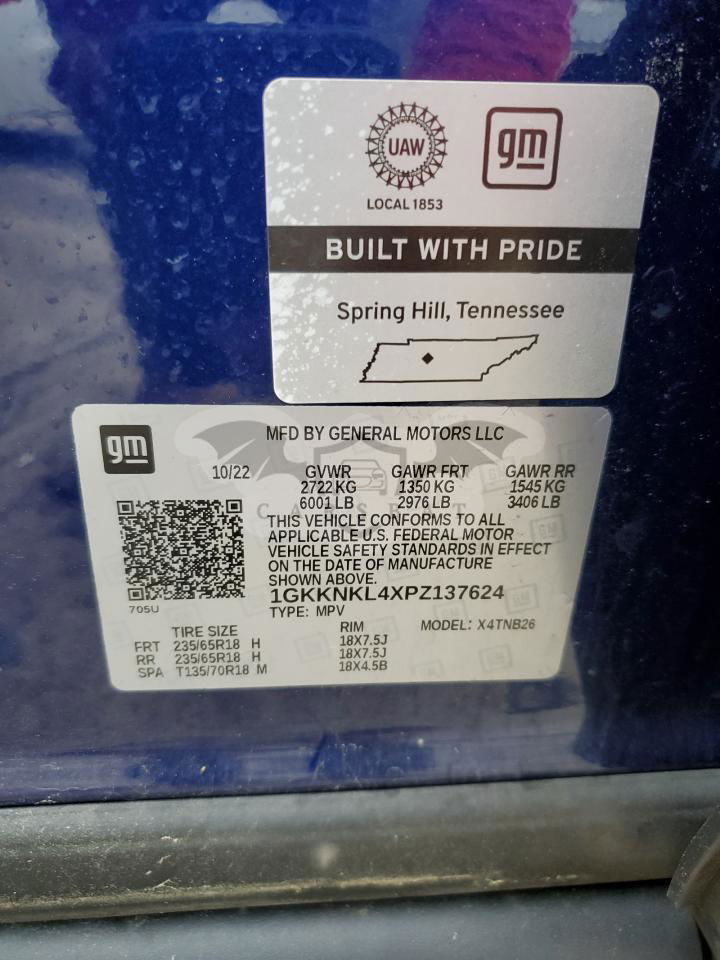 UAW
gm
LOCAL 1853
BUILT WITH PRIDE
Spring Hill, Tennessee
gm
MFD BY GENERAL MOTORS LLC
10/22 GVWR GAWR FRT GAWR RR
2722 KG 1350 KG 1545 KG
6001 LB 2976 LB 3406 LB
THIS VEHICLE CONFORMS TO ALL
APPLICABLE U.S. FEDERAL MOTOR
VEHICLE SAFETY STANDARDS IN EFFECT
ON THE DATE OF MANUFACTURE
SHOWN ABOVE.
1GKKNKL4XPZ137624
705U
TYPE: MPV
TIRE SIZE RIM MODEL: X4TNB26
FRT 235/65R18 H 18X7.5J
RR 235/65R18 H 18X7.5J
SPA T135/70R18 M 18X4.5B